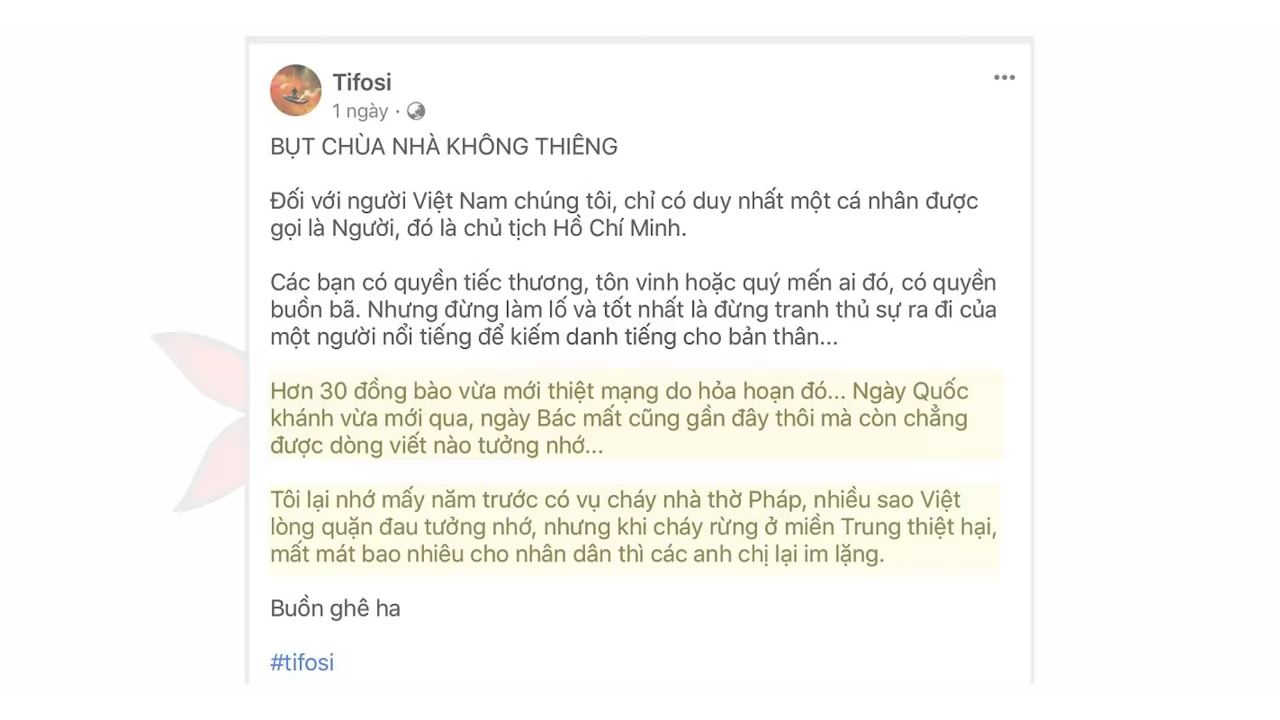 Tifosi
1 ngày ·
BỤT CHÙA NHÀ KHÔNG THIÊNG
Đối với người Việt Nam chúng tôi, chỉ có duy nhất một cá nhân được
gọi là Người, đó là chủ tịch Hồ Chí Minh.
Các bạn có quyền tiếc thương, tôn vinh hoặc quý mến ai đó, có quyền
buồn bã. Nhưng đừng làm lố và tốt nhất là đừng tranh thủ sự ra đi của
một người nổi tiếng để kiếm danh tiếng cho bản thân...
Hơn 30 đồng bào vừa mới thiệt mạng do hỏa hoạn đó... Ngày Quốc
khánh vừa mới qua, ngày Bác mất cũng gần đây thôi mà còn chẳng
được dòng viết nào tưởng nhớ...
Tôi lại nhớ mấy năm trước có vụ cháy nhà thờ Pháp, nhiều sao Việt
lòng quặn đau tưởng nhớ, nhưng khi cháy rừng ở miền Trung thiệt hại,
mất mát bao nhiêu cho nhân dân thì các anh chị lại im lặng.
Buồn ghê ha
#tifosi